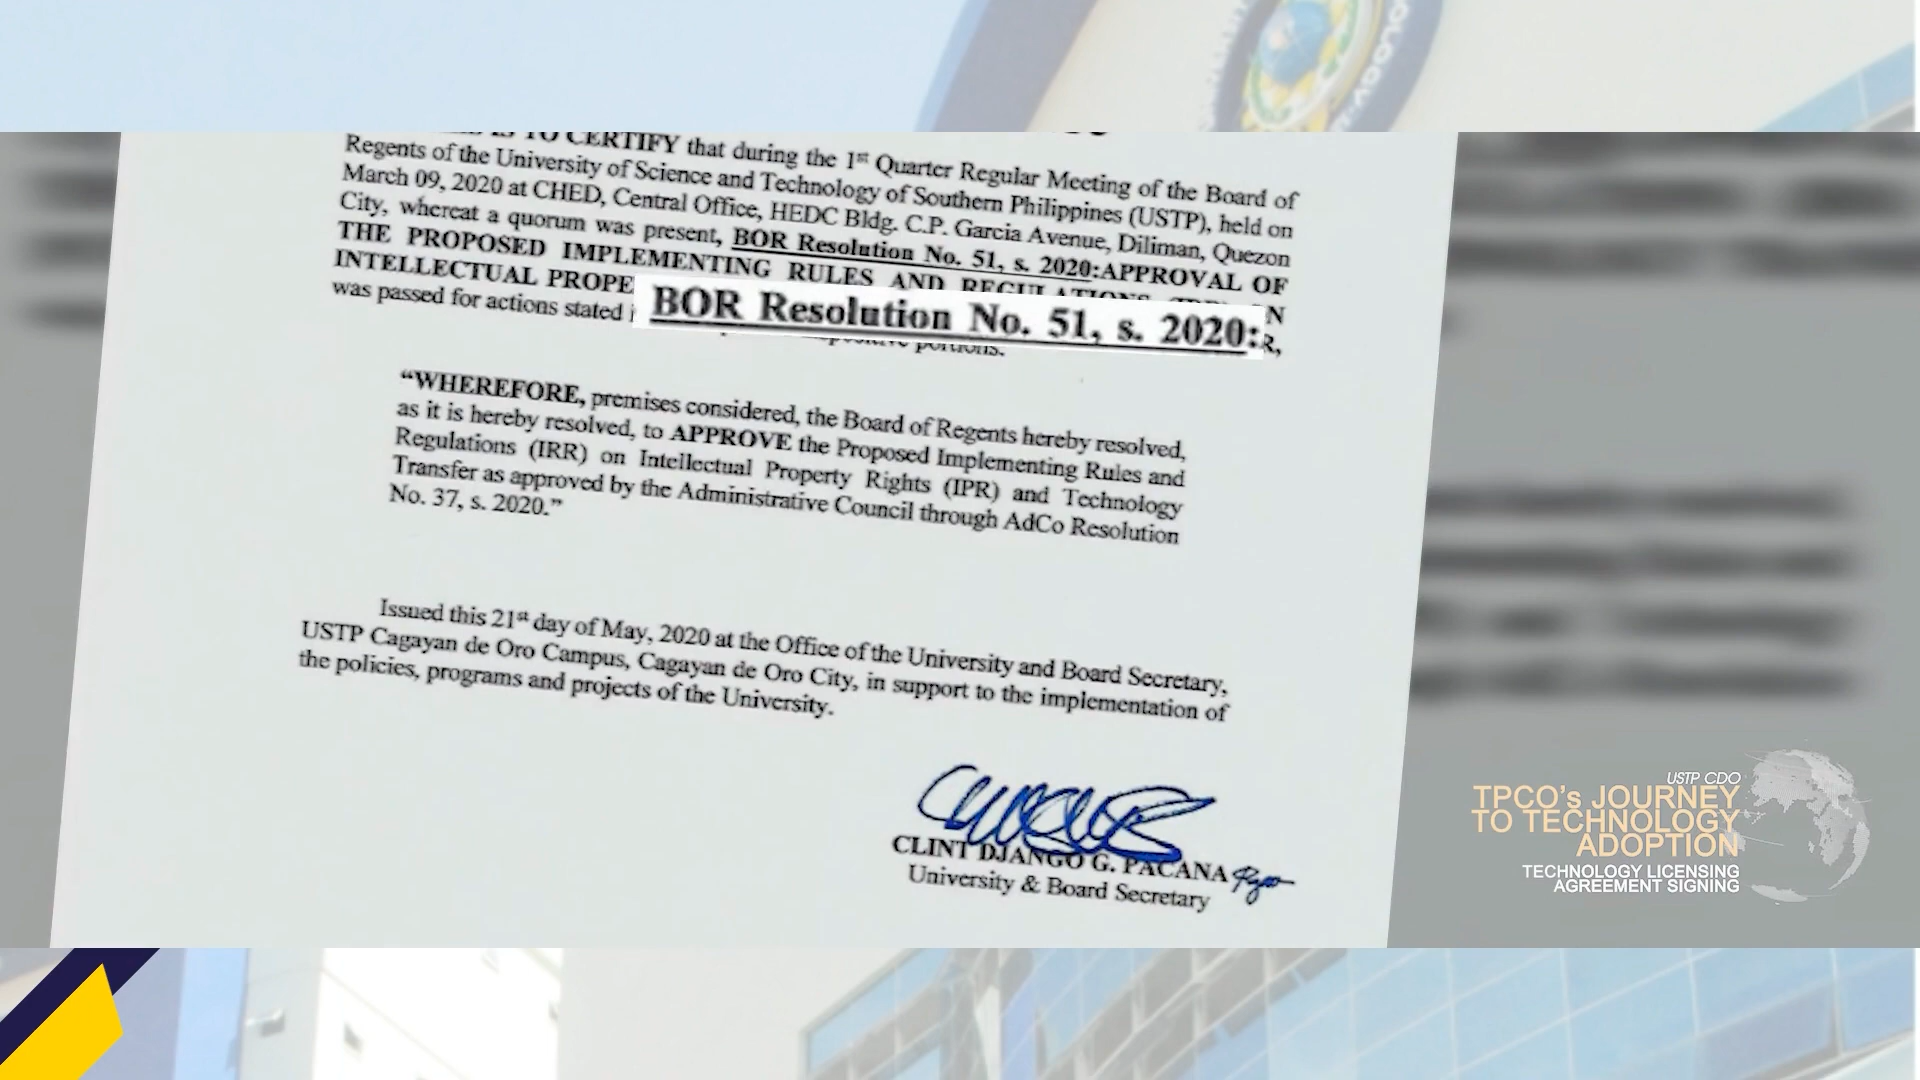 IS TO CERTIFY that during the 1st Quarter Regular Meeting of the Board of
Regents of the University of Science and Technology of Southern Philippines (USTP), held on
March 09, 2020 at CHED, Central Office, HEDC Bldg. C.P. Garcia Avenue, Diliman, Quezon
City, whereat a quorum was present, BOR Resolution No. 51, s. 2020:APPROVAL OF
THE PROPOSED IMPLEMENTING RULES AND REGULATIONS
INTELLECTUAL PROPE
was passed for actions stated
portions.
BOR Resolution No. 51, s. 2020:
“WHEREFORE, premises considered, the Board of Regents hereby resolved,
as it is hereby resolved, to APPROVE the Proposed Implementing Rules and
Regulations (IRR) on Intellectual Property Rights (IPR) and Technology
Transfer as approved by the Administrative Council through AdCo Resolution
No. 37, s. 2020.”
Issued this 21st day of May, 2020 at the Office of the University and Board Secretary,
USTP Cagayan de Oro Campus, Cagayan de Oro City, in support to the implementation of
the policies, programs and projects of the University.
CLINT DJANGO G. PACANA
University & Board Secretary
USTP CDO
TPCO's JOURNEY
TO TECHNOLOGY
ADOPTION
TECHNOLOGY LICENSING
AGREEMENT SIGNING